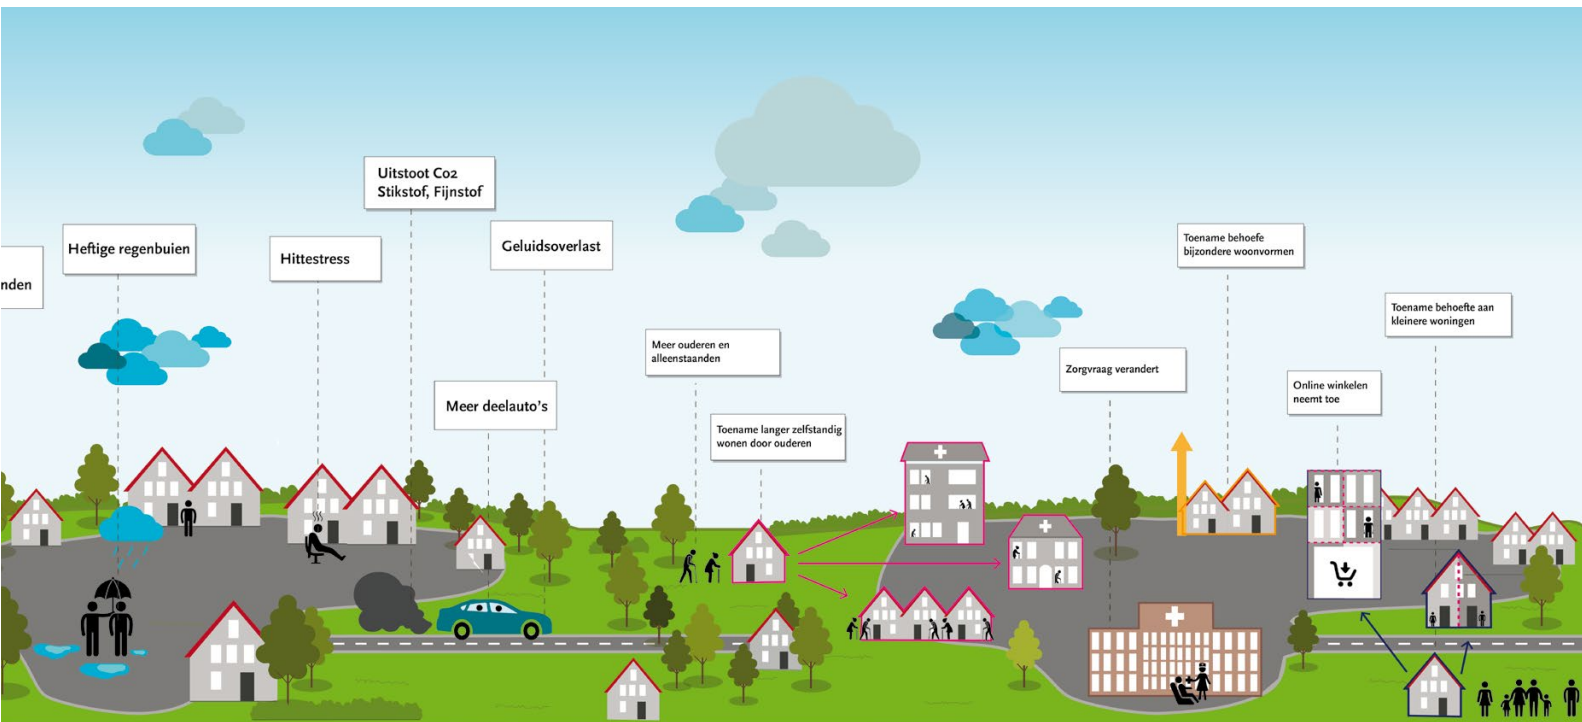 nden
Heftige regenbuien
Hittestress
Uitstoot Co2
Stikstof, Fijnstof
Geluidsoverlast
Meer deelauto's
Meer ouderen en
alleenstaanden
Toename langer zelfstandig
wonen door ouderen
Zorgvraag verandert
Toename behoefe
bijzondere woonvormen
Online winkelen
neemt toe
Toename behoefte aan
kleinere woningen